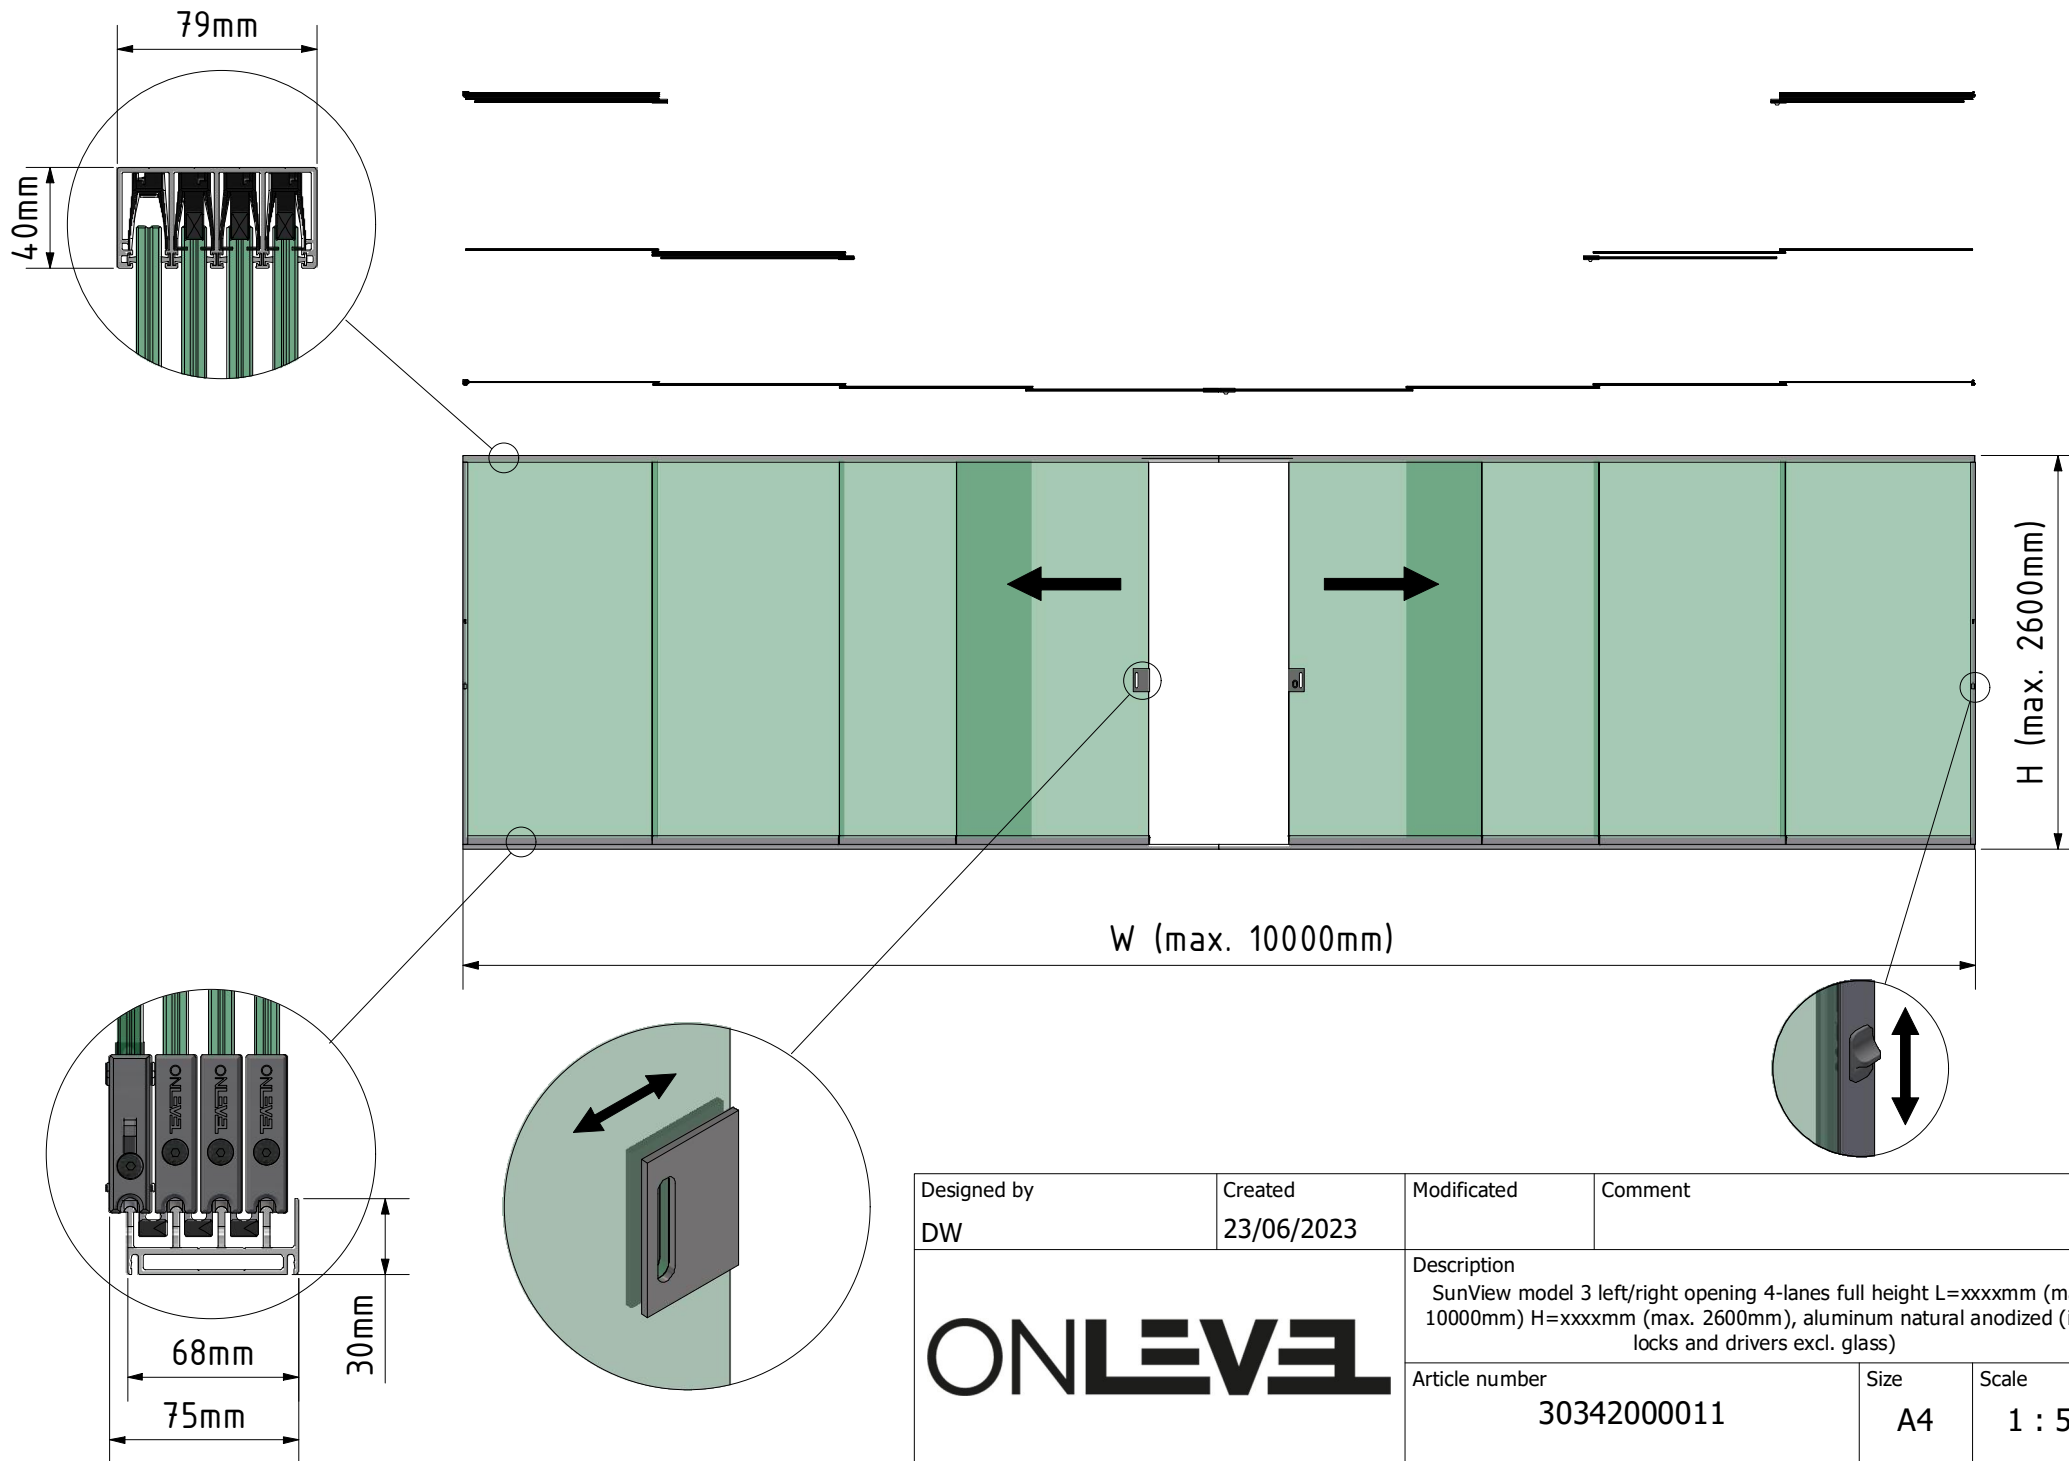 79mm
40mm
H (max. 2600mm)
W (max. 10000mm)
ONLEVEL
ONLEVEL
ONLEVEL
30mm
68mm
75mm
Designed by
DW
Created
23/06/2023
Modificated
Comment
ONLEVEL
Description
SunView model 3 left/right opening 4-lanes full height L=xxxxmm
10000mm) H=xxxxmm (max. 2600mm), aluminum natural anodized
locks and drivers excl. glass)
Article number
30342000011
Size
A4
Scale
1 : 5